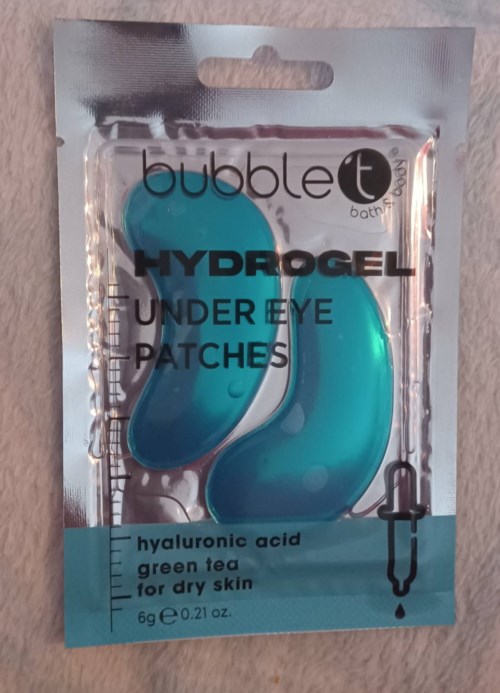 bubble t
bath & body®
HYDROGEL
UNDER EYE
PATCHES
hyaluronic acid
green tea
for dry skin
6g ℮ 0.21 oz.